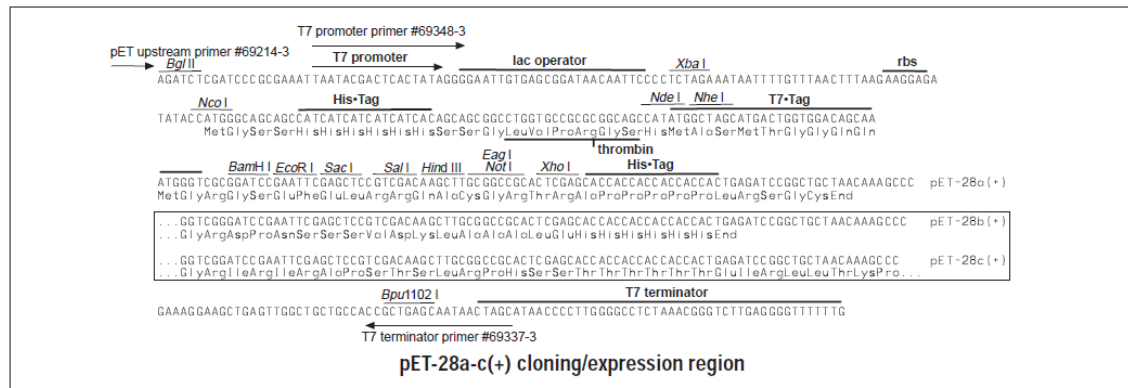 T7 promoter primer #69348-3
pET upstream primer #69214-3
Bgl II T7 promoter lac operator Xba I rbs
AGATCTCGATCCCGCGAAATTAATACGACTCACTATAGGGGAATTGTGAGCGGATAACAATTCCCCTCTAGAAATAATTTTGTTTAACTTTAAGAAGGAGA
Nco I His•Tag Nde I Nhe I T7•Tag
TATACCATGGGCAGCAGCCATCATCATCATCATCACAGCAGCGGCCTGGTGCCGCGCGGCAGCCATATGGCTAGCATGACTGGTGGACAGCAA
MetGlySerSerHisHisHisHisHisHisSerSerGlyLeuValProArgGlySerHisMetAlaSerMetThrGlyGlyGlnGln
thrombin
BamH I EcoR I Sac I Sal I Hind III Eag I Not I Xho I His•Tag
ATGGGTCGCGGATCCGAATTCGAGCTCCGTCGACAAGCTTGCGGCCGCACTCGAGCACCACCACCACCACCACTGAGATCCGGCTGCTAACAAAGCCC pET-28a(+)
MetGlyArgGlySerGluPheGluLeuArgArgGlnAlaCysGlyArgThrArgAlaProProProProProProLeuArgSerGlyCysEnd
...GGTCGGGATCCGAATTCGAGCTCCGTCGACAAGCTTGCGGCCGCACTCGAGCACCACCACCACCACCACTGAGATCCGGCTGCTAACAAAGCCC pET-28b(+)
...GlyArgAspProAsnSerSerSerValAspLysLeuAlaAlaAlaLeuGluHisHisHisHisHisHisEnd
...GGTCGGATCCGAATTCGAGCTCCGTCGACAAGCTTGCGGCCGCACTCGAGCACCACCACCACCACCACTGAGATCCGGCTGCTAACAAAGCCC pET-28c(+)
...GlyArgIleArgIleArgAlaProSerThrSerLeuArgProHisSerSerThrThrThrThrThrThrGluIleArgLeuLeuThrLysPro...
Bpu1102 I T7 terminator
GAAAGGAAGCTGAGTTGGCTGCTGCCACCGCTGAGCAATAACTAGCATAACCCCTTGGGGCCTCTAAACGGGTCTTGAGGGGTTTTTTG
T7 terminator primer #69337-3
pET-28a-c(+) cloning/expression region